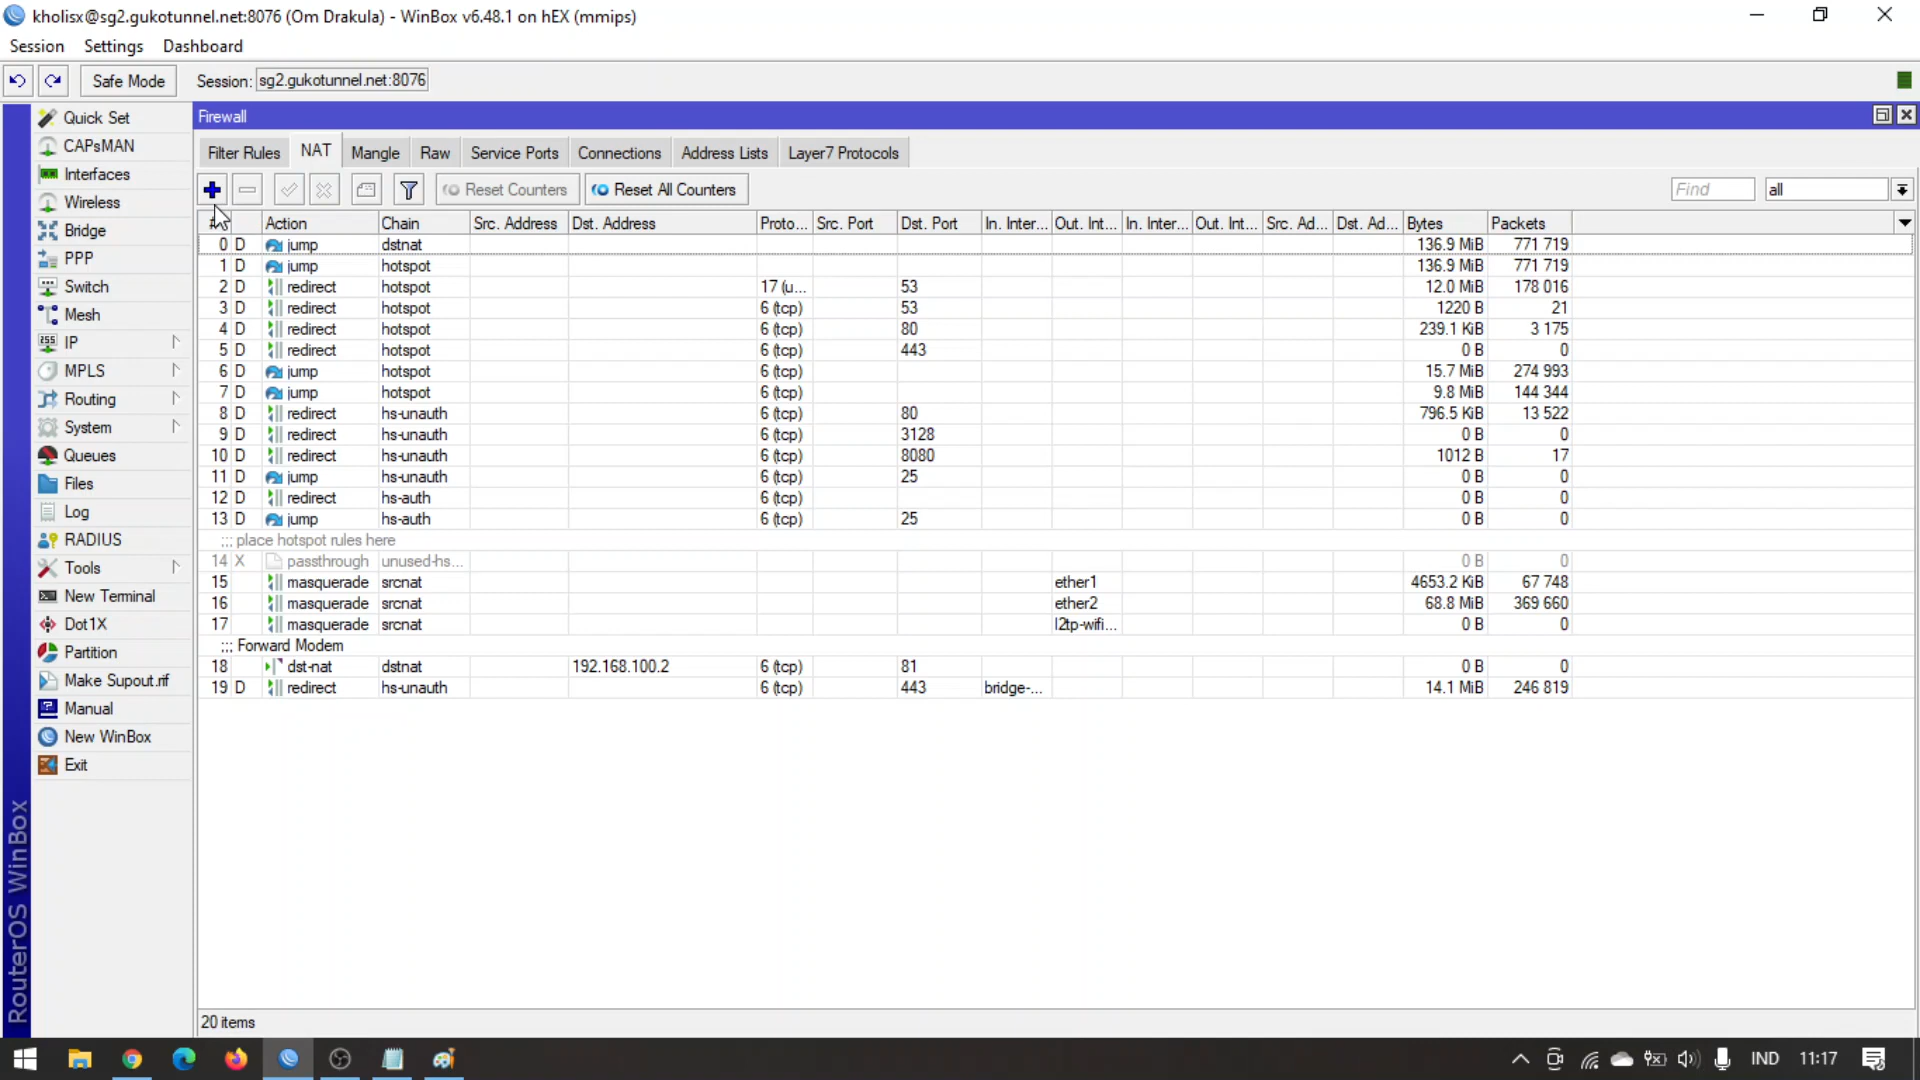 kholisx@sg2.gukotunnel.net:8076 (Om Drakula) - WinBox v6.48.1 on hEX (mmips)
Session Settings Dashboard
Safe Mode Session: sg2.gukotunnel.net:8076
Quick Set
CAPsMAN
Interfaces
Wireless
Bridge
PPP
Switch
Mesh
IP
MPLS
Routing
System
Queues
Files
Log
RADIUS
Tools
New Terminal
Dot1X
Partition
Make Supout.rif
Manual
New WinBox
Exit
RouterOS WinBox
Firewall
Filter Rules NAT Mangle Raw Service Ports Connections Address Lists Layer7 Protocols
Reset Counters Reset All Counters Find all
# Action Chain Src. Address Dst. Address Proto... Src. Port Dst. Port In. Inter... Out. Int... In. Inter... Out. Int... Src. Ad... Dst. Ad... Bytes Packets
0 D jump dstnat 136.9 MiB 771 719
1 D jump hotspot 136.9 MiB 771 719
2 D redirect hotspot 17 (u... 53 12.0 MiB 178 016
3 D redirect hotspot 6 (tcp) 53 1220 B 21
4 D redirect hotspot 6 (tcp) 80 239.1 KiB 3 175
5 D redirect hotspot 6 (tcp) 443 0 B 0
6 D jump hotspot 6 (tcp) 15.7 MiB 274 993
7 D jump hotspot 6 (tcp) 9.8 MiB 144 344
8 D redirect hs-unauth 6 (tcp) 80 796.5 KiB 13 522
9 D redirect hs-unauth 6 (tcp) 3128 0 B 0
10 D redirect hs-unauth 6 (tcp) 8080 1012 B 17
11 D jump hs-unauth 6 (tcp) 25 0 B 0
12 D redirect hs-auth 6 (tcp) 0 B 0
13 D jump hs-auth 6 (tcp) 25 0 B 0
::: place hotspot rules here
14 X passthrough unused-hs... 0 B 0
15 masquerade srcnat ether1 4653.2 KiB 67 748
16 masquerade srcnat ether2 68.8 MiB 369 660
17 masquerade srcnat l2tp-wifi... 0 B 0
::: Forward Modem
18 dst-nat dstnat 192.168.100.2 6 (tcp) 81 0 B 0
19 D redirect hs-unauth 6 (tcp) 443 bridge-... 14.1 MiB 246 819
20 items
IND 11:17